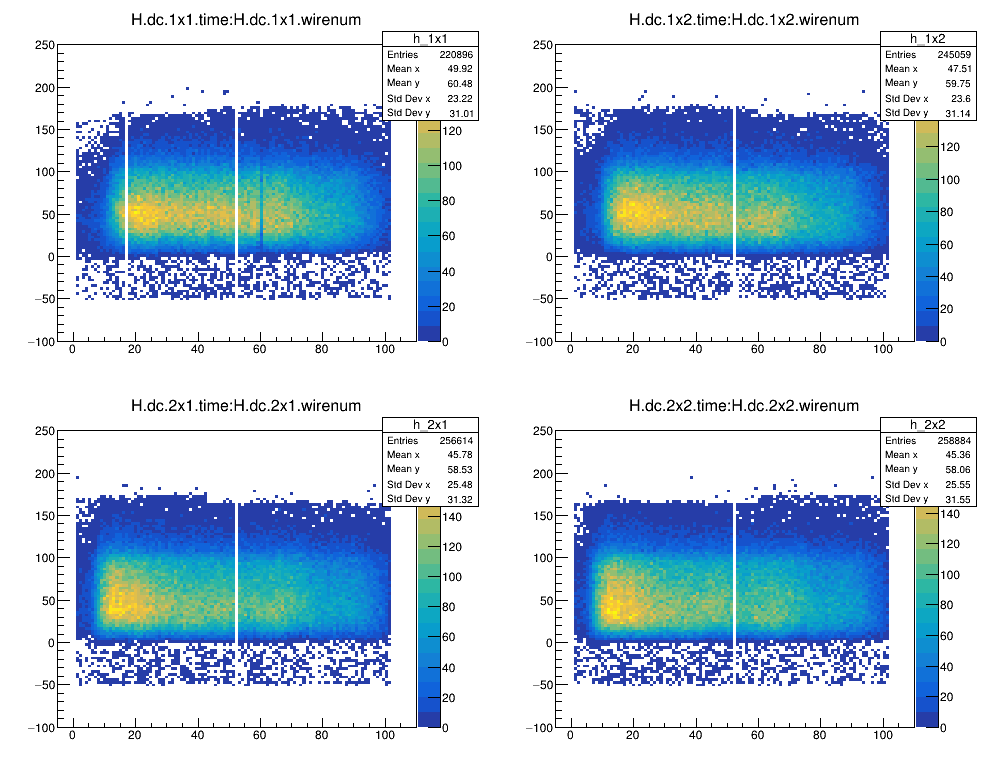 H.dc.1x1.time:H.dc.1x1.wirenum
h_1x1
Entries 220896
Mean x 49.92
Mean y 60.48
Std Dev x 23.22
Std Dev y 31.01
250
200
150
100
50
0
−50
−100
0 20 40 60 80 100
120
100
80
60
40
20
0
H.dc.1x2.time:H.dc.1x2.wirenum
h_1x2
Entries 245059
Mean x 47.51
Mean y 59.75
Std Dev x 23.6
Std Dev y 31.14
250
200
150
100
50
0
−50
−100
0 20 40 60 80 100
120
100
80
60
40
20
0
H.dc.2x1.time:H.dc.2x1.wirenum
h_2x1
Entries 256614
Mean x 45.78
Mean y 58.53
Std Dev x 25.48
Std Dev y 31.32
250
200
150
100
50
0
−50
−100
0 20 40 60 80 100
140
120
100
80
60
40
20
0
H.dc.2x2.time:H.dc.2x2.wirenum
h_2x2
Entries 258884
Mean x 45.36
Mean y 58.06
Std Dev x 25.55
Std Dev y 31.55
250
200
150
100
50
0
−50
−100
0 20 40 60 80 100
140
120
100
80
60
40
20
0